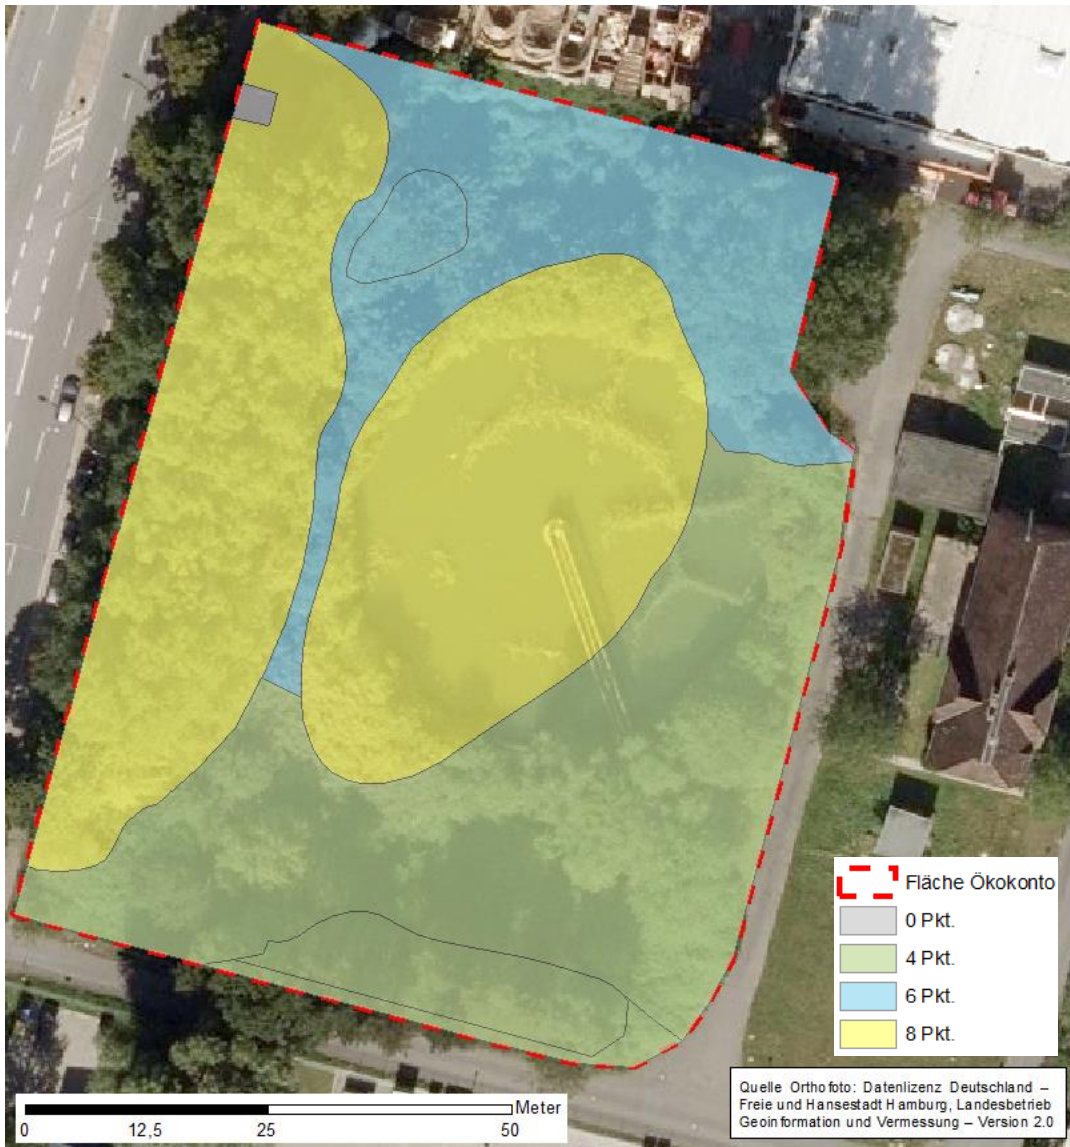 Fläche Ökokonto
0 Pkt.
4 Pkt.
6 Pkt.
8 Pkt.
Quelle Orthofoto: Datenlizenz Deutschland –
Freie und Hansestadt Hamburg, Landesbetrieb
Geoinformation und Vermessung – Version 2.0
Meter
0 12,5 25 50